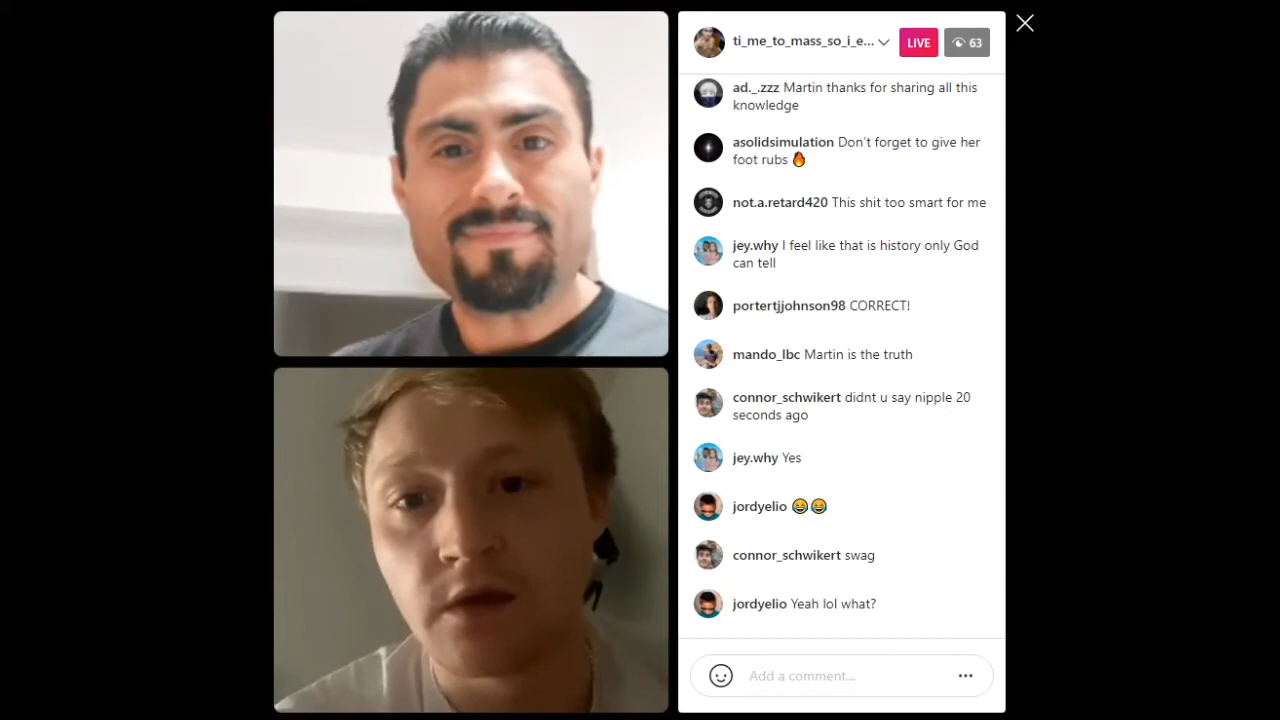 ti_me_to_mass_so_i_e...
LIVE
63
ad._.zzz Martin thanks for sharing all this
knowledge
asolidsimulation Don't forget to give her
foot rubs 🔥
not.a.retard420 This shit too smart for me
jey.why I feel like that is history only God
can tell
portertjjohnson98 CORRECT!
mando_lbc Martin is the truth
connor_schwikert didnt u say nipple 20
seconds ago
jey.why Yes
jordyelio 😂😂
connor_schwikert swag
jordyelio Yeah lol what?
Add a comment...